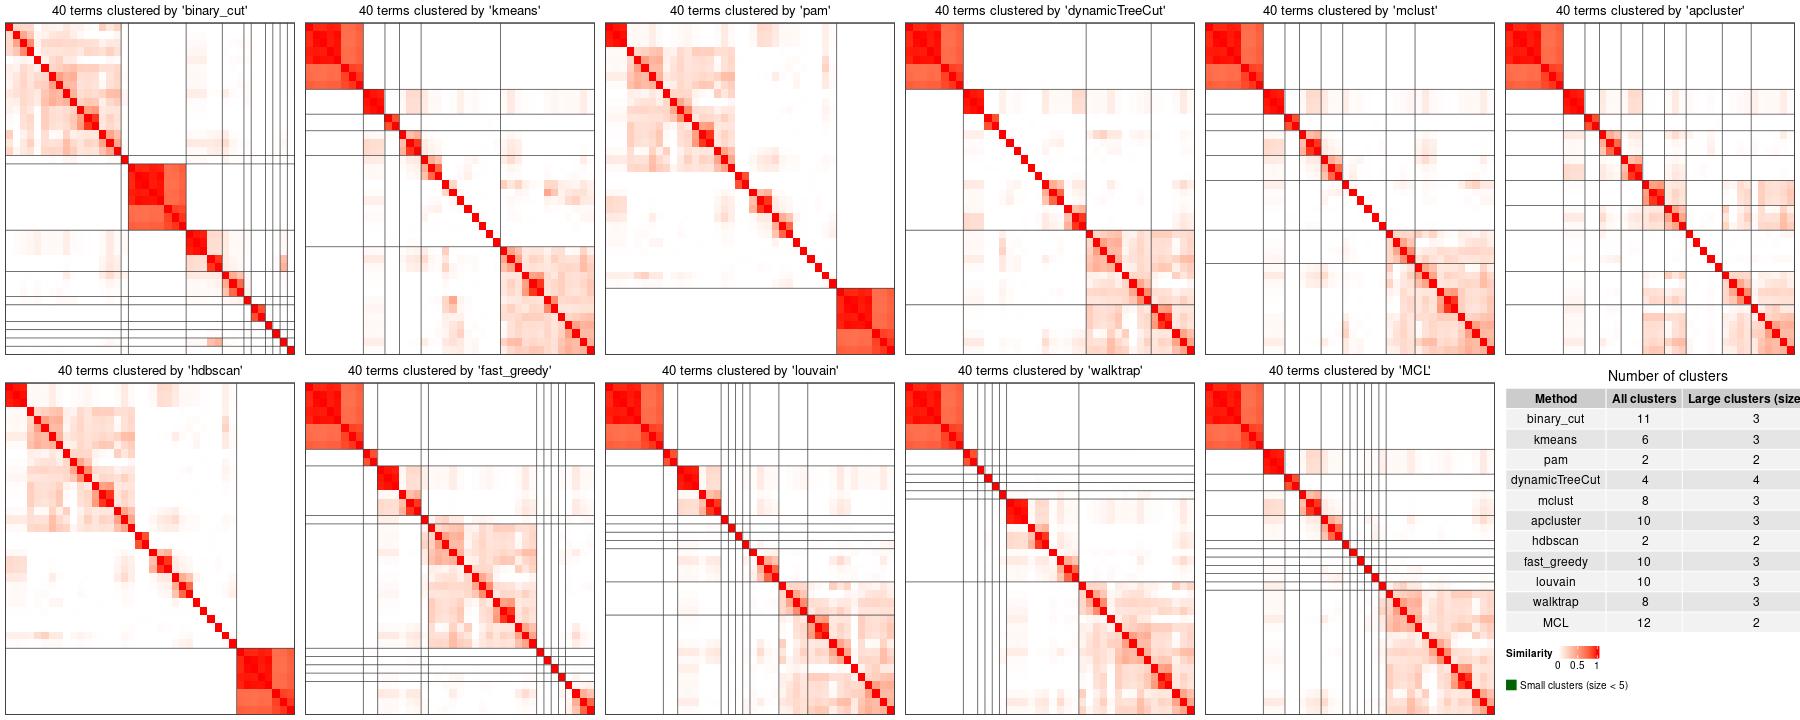 40 terms clustered by 'binary_cut'
40 terms clustered by 'kmeans'
40 terms clustered by 'pam'
40 terms clustered by 'dynamicTreeCut'
40 terms clustered by 'mclust'
40 terms clustered by 'apcluster'
40 terms clustered by 'hdbscan'
40 terms clustered by 'fast_greedy'
40 terms clustered by 'louvain'
40 terms clustered by 'walktrap'
40 terms clustered by 'MCL'
Number of clusters
Method All clusters Large clusters (size
binary_cut 11 3
kmeans 6 3
pam 2 2
dynamicTreeCut 4 4
mclust 8 3
apcluster 10 3
hdbscan 2 2
fast_greedy 10 3
louvain 10 3
walktrap 8 3
MCL 12 2
Similarity
0 0.5 1
Small clusters (size < 5)